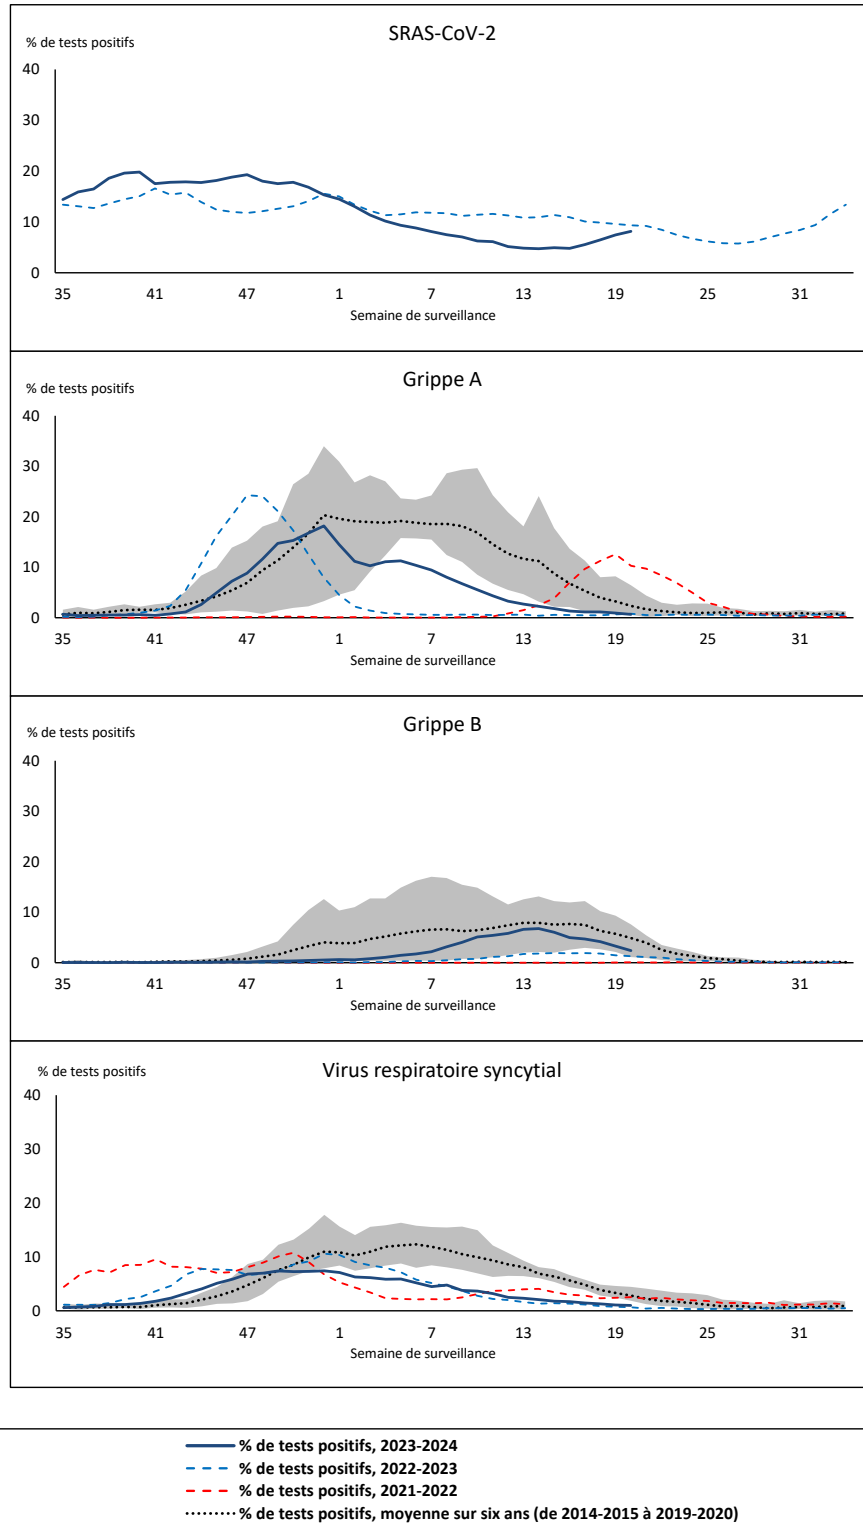 SRAS-CoV-2
% de tests positifs
40
30
20
10
0
35 41 47 1 7 13 19 25 31
Semaine de surveillance
Grippe A
% de tests positifs
40
30
20
10
0
35 41 47 1 7 13 19 25 31
Semaine de surveillance
Grippe B
% de tests positifs
40
30
20
10
0
35 41 47 1 7 13 19 25 31
Semaine de surveillance
Virus respiratoire syncytial
% de tests positifs
40
30
20
10
0
35 41 47 1 7 13 19 25 31
Semaine de surveillance
% de tests positifs, 2023-2024
% de tests positifs, 2022-2023
% de tests positifs, 2021-2022
% de tests positifs, moyenne sur six ans (de 2014-2015 à 2019-2020)